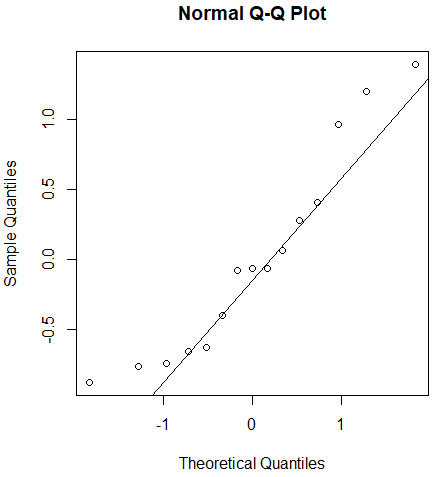 Normal Q-Q Plot
Sample Quantiles
1.0
0.5
0.0
-0.5
-1 0 1
Theoretical Quantiles